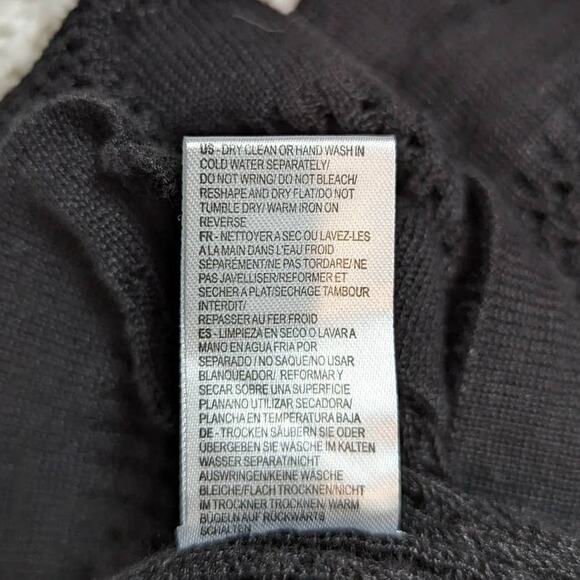 US - DRY CLEAN OR HAND WASH IN
COLD WATER SEPARATELY/
DO NOT WRING/ DO NOT BLEACH/
RESHAPE AND DRY FLAT/DO NOT
TUMBLE DRY/ WARM IRON ON
REVERSE
FR - NETTOYER A SEC OU LAVEZ-LES
A LA MAIN DANS L'EAU FROID
SÉPARÉMENT/NE PAS TORDARE/ NE
PAS JAVELLISER/REFORMER ET
SECHER A PLAT/SECHAGE TAMBOUR
INTERDIT/
REPASSER AU FER FROID
ES - LIMPIEZA EN SECO O LAVAR A
MANO EN AGUA FRIA POR
SEPARADO / NO SAQUE/NO USAR
BLANQUEADOR/ REFORMAR Y
SECAR SOBRE UNA SUPERFICIE
PLANA/NO UTILIZAR SECADORA/
PLANCHA EN TEMPERATURA BAJA
DE - TROCKEN SÄUBERN SIE ODER
ÜBERGEBEN SIE WÄSCHE IM KALTEN
WASSER SEPARAT/NICHT
AUSWRINGEN/KEINE WÄSCHE
BLEICHE/FLACH TROCKNEN/NICHT
IM TROCKNER TROCKNEN/ WARM
BÜGELN AUF RÜCKWÄRTS
SCHALTEN